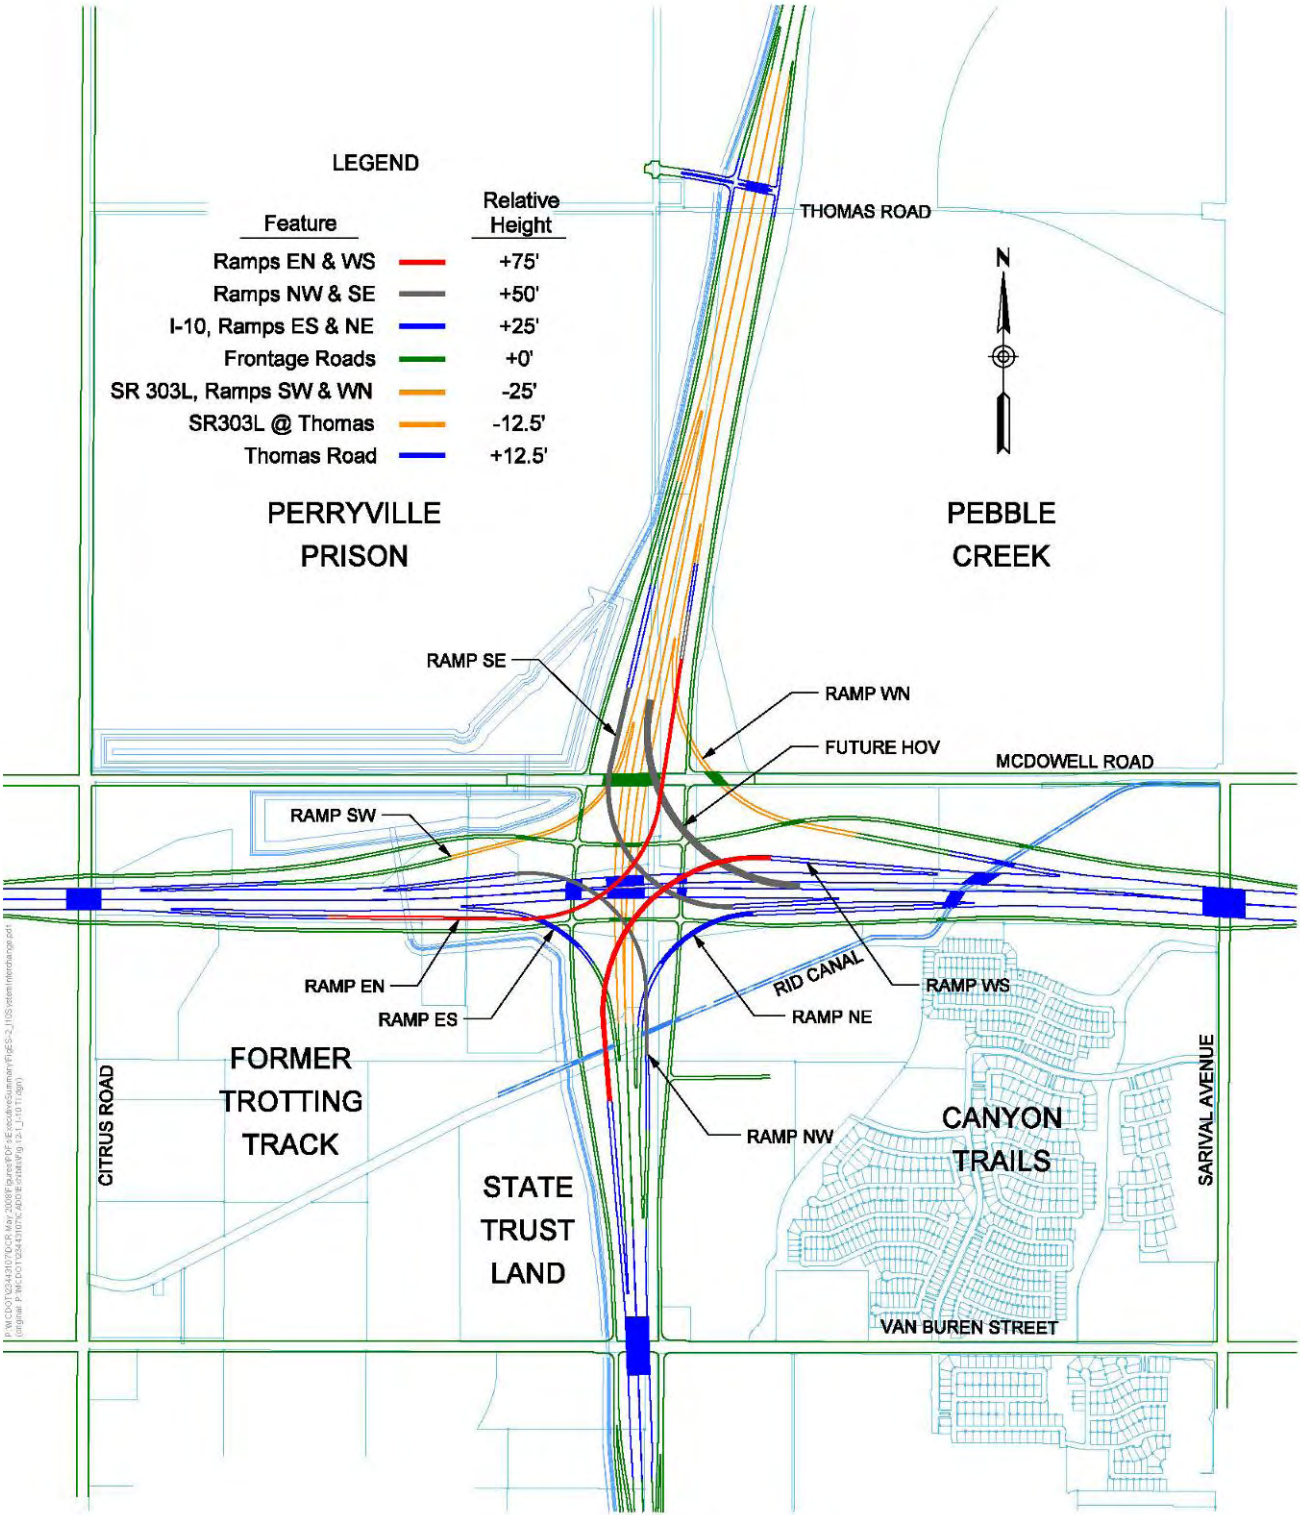 LEGEND
Feature Relative Height
Ramps EN & WS +75'
Ramps NW & SE +50'
I-10, Ramps ES & NE +25'
Frontage Roads +0'
SR 303L, Ramps SW & WN -25'
SR303L @ Thomas -12.5'
Thomas Road +12.5'
THOMAS ROAD
N
PERRYVILLE
PRISON
PEBBLE
CREEK
RAMP SE
RAMP WN
FUTURE HOV
MCDOWELL ROAD
RAMP SW
RAMP EN
RAMP ES
RID CANAL
RAMP WS
RAMP NE
FORMER
TROTTING
TRACK
CITRUS ROAD
RAMP NW
CANYON
TRAILS
SARIVAL AVENUE
STATE
TRUST
LAND
VAN BUREN STREET